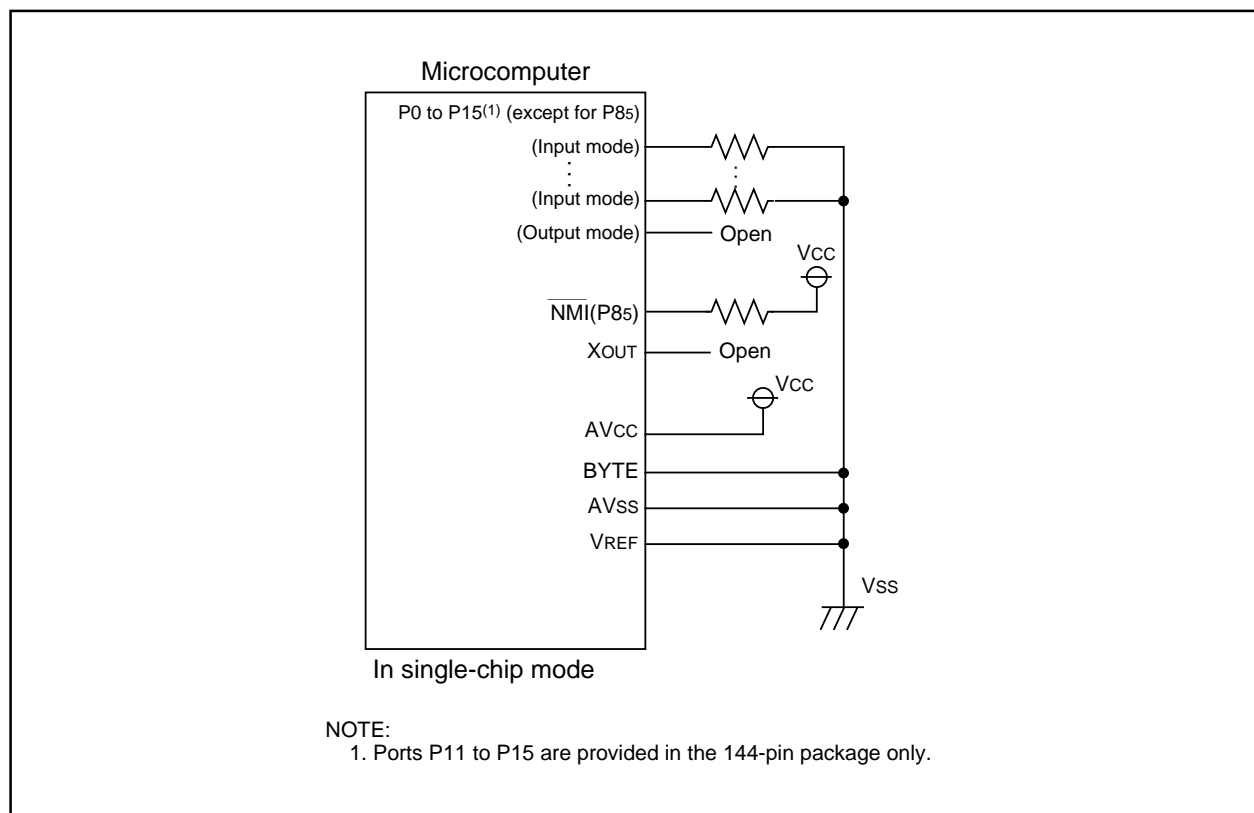 Microcomputer
P0 to P15(1) (except for P85)
(Input mode)
(Input mode)
(Output mode)
Open
VCC
NMI(P85)
XOUT
Open
VCC
AVCC
BYTE
AVSS
VREF
VSS
In single-chip mode
NOTE:
1. Ports P11 to P15 are provided in the 144-pin package only.